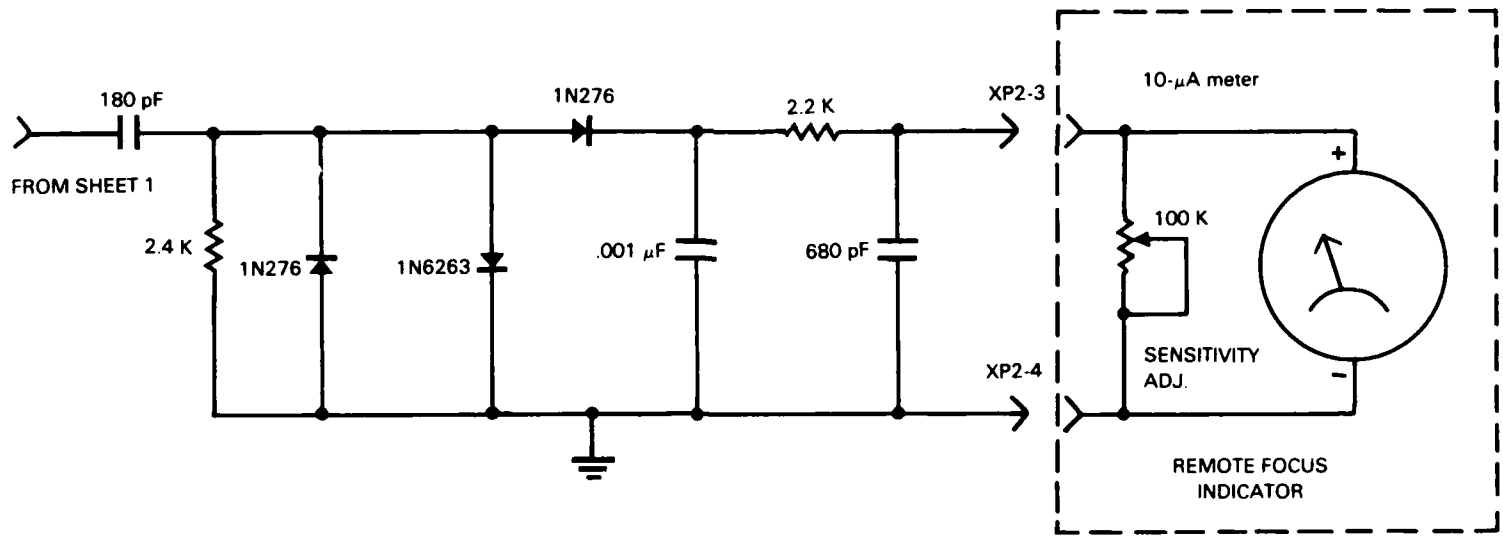 180 pF
FROM SHEET 1
2.4 K
1N276
1N6263
1N276
.001 μF
2.2 K
680 pF
XP2-3
XP2-4
10-μA meter
+
100 K
SENSITIVITY
ADJ.
-
REMOTE FOCUS
INDICATOR